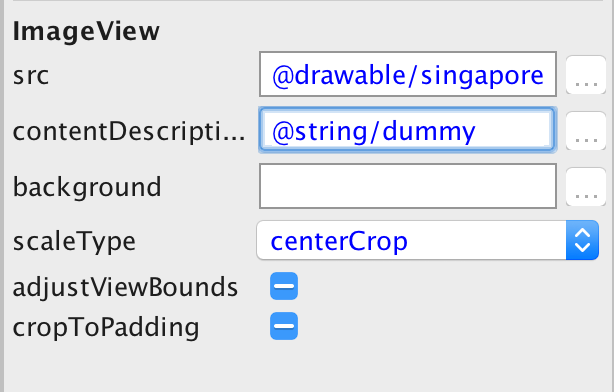 ImageView
src @drawable/singapore ...
contentDescripti... @string/dummy ...
background ...
scaleType centerCrop
adjustViewBounds
cropToPadding